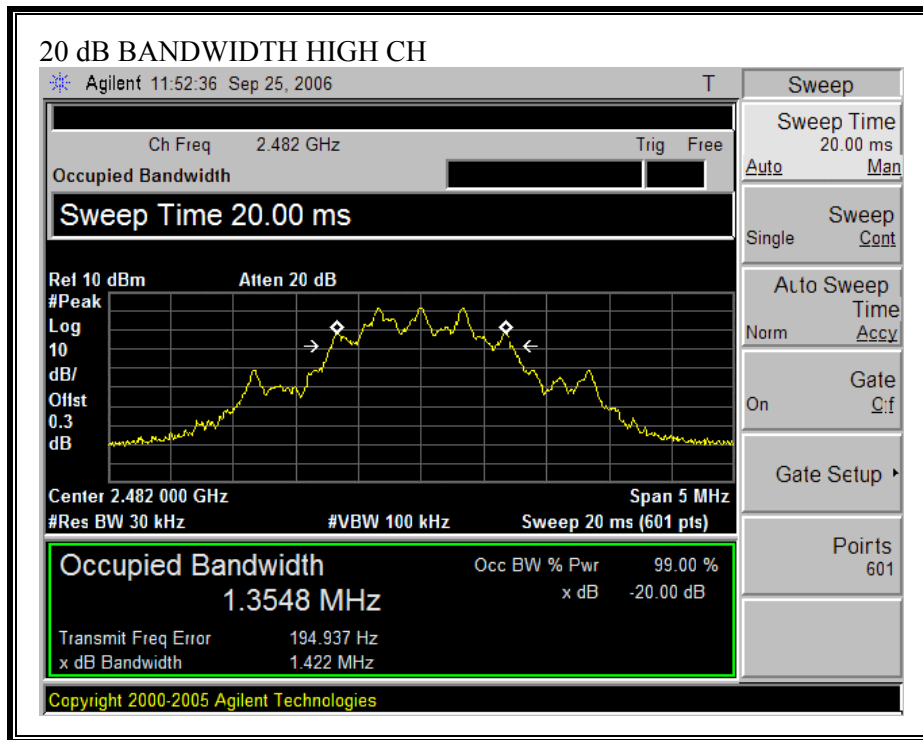 20 dB BANDWIDTH HIGH CH
Agilent 11:52:36 Sep 25, 2006 T
Ch Freq 2.482 GHz Trig Free
Occupied Bandwidth
Sweep Time 20.00 ms
Ref 10 dBm Atten 20 dB
#Peak
Log
10
dB/
Offst
0.3
dB
Center 2.482 000 GHz Span 5 MHz
#Res BW 30 kHz #VBW 100 kHz Sweep 20 ms (601 pts)
Occupied Bandwidth Occ BW % Pwr 99.00 %
1.3548 MHz x dB -20.00 dB
Transmit Freq Error 194.937 Hz
x dB Bandwidth 1.422 MHz
Copyright 2000-2005 Agilent Technologies
Sweep
Sweep Time
20.00 ms
Auto Man
Sweep
Single Cont
Auto Sweep
Time
Norm Accy
Gate
On Off
Gate Setup
Points
601